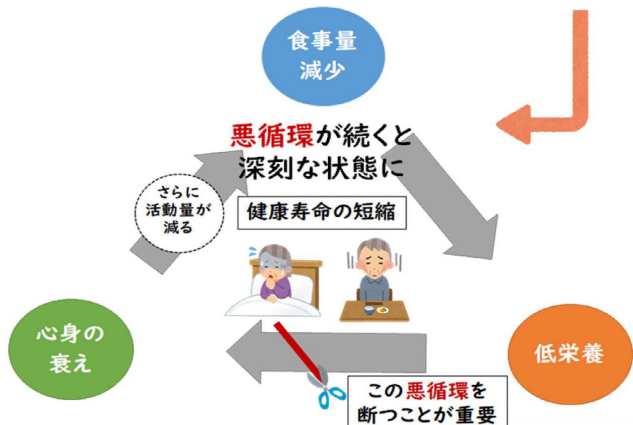 食事量
減少
悪循環が続くと
深刻な状態に
さらに
活動量が
減る
健康寿命の短縮
心身の
衰え
低栄養
この悪循環を
断つことが重要